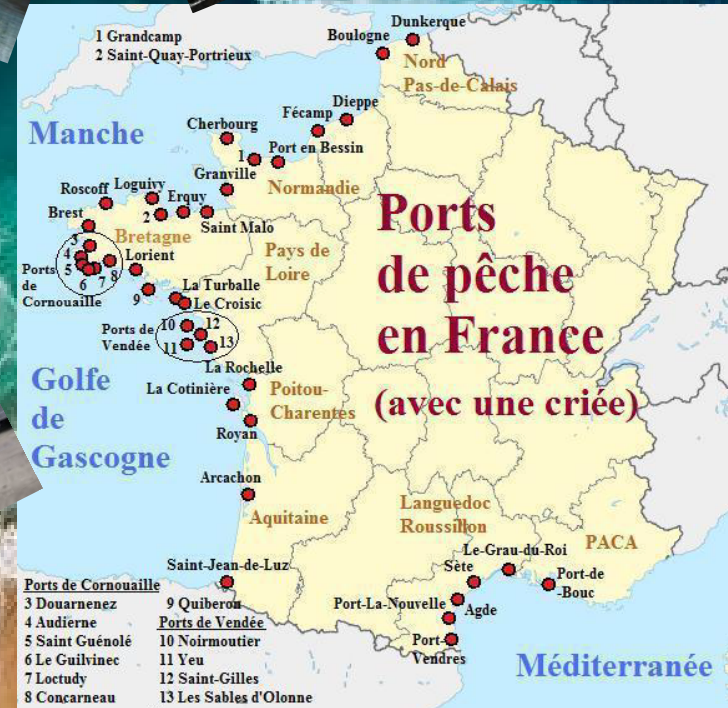 1 Grandcamp
2 Saint-Quay-Portrieux
Dunkerque
Boulogne
Nord
Pas-de-Calais
Dieppe
Fécamp
Manche
Cherbourg
1
Port en Bessin
Granville
Normandie
Roscoff
Loguivy
Erquy
2
Saint Malo
Brest
Bretagne
3
4
5
6
7
8
Ports
de
Cornouaille
Lorient
9
Pays de
Loire
La Turballe
Le Croisic
Ports de
Vendée
10
12
11
13
Ports
de pêche
en France
(avec une criée)
Golfe
de
Gascogne
La Rochelle
La Cotinière
Poitou-
Charentes
Royan
Arcachon
Aquitaine
Languedoc
Roussillon
PACA
Saint-Jean-de-Luz
Le-Grau-du-Roi
Sète
Port-de
-Bouc
Port-La-Nouvelle
Agde
Port-
Vendres
Méditerranée
Ports de Cornouaille
3 Douarnenez
4 Audierne
5 Saint Guénolé
6 Le Guilvinec
7 Loctudy
8 Concarneau
9 Quiberon
Ports de Vendée
10 Noirmoutier
11 Yeu
12 Saint-Gilles
13 Les Sables d'Olonne